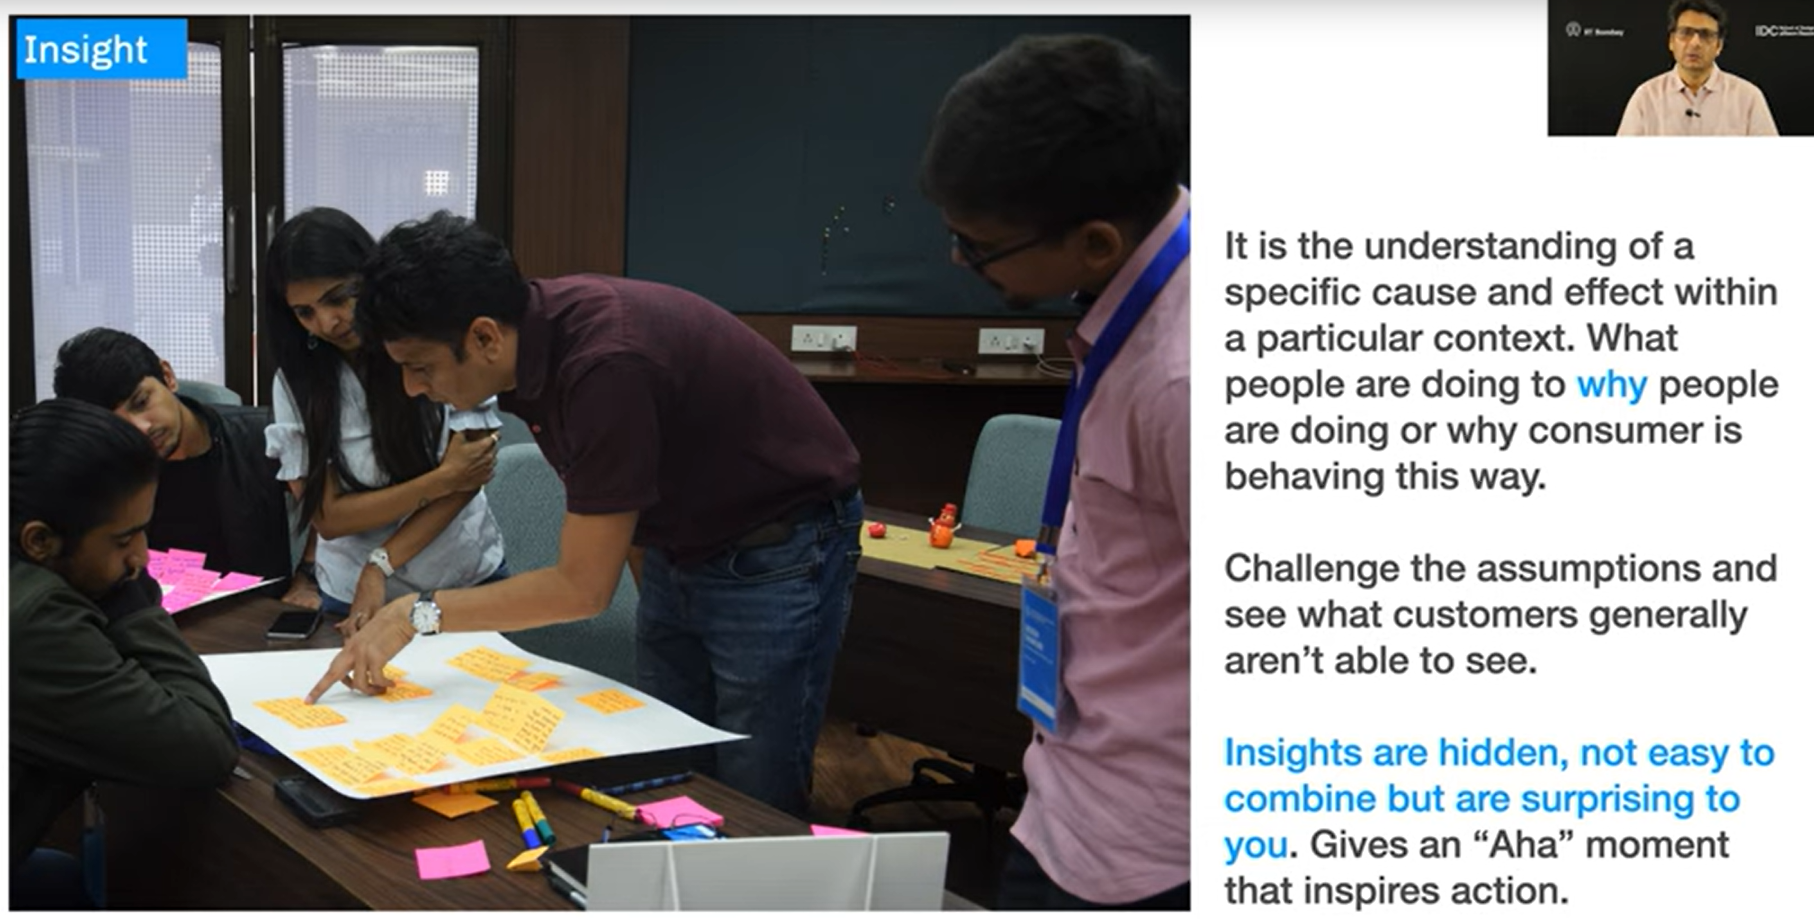 Insight
IIT Bombay
IDC
It is the understanding of a
specific cause and effect within
a particular context. What
people are doing to why people
are doing or why consumer is
behaving this way.
Challenge the assumptions and
see what customers generally
aren’t able to see.
Insights are hidden, not easy to
combine but are surprising to
you. Gives an “Aha” moment
that inspires action.